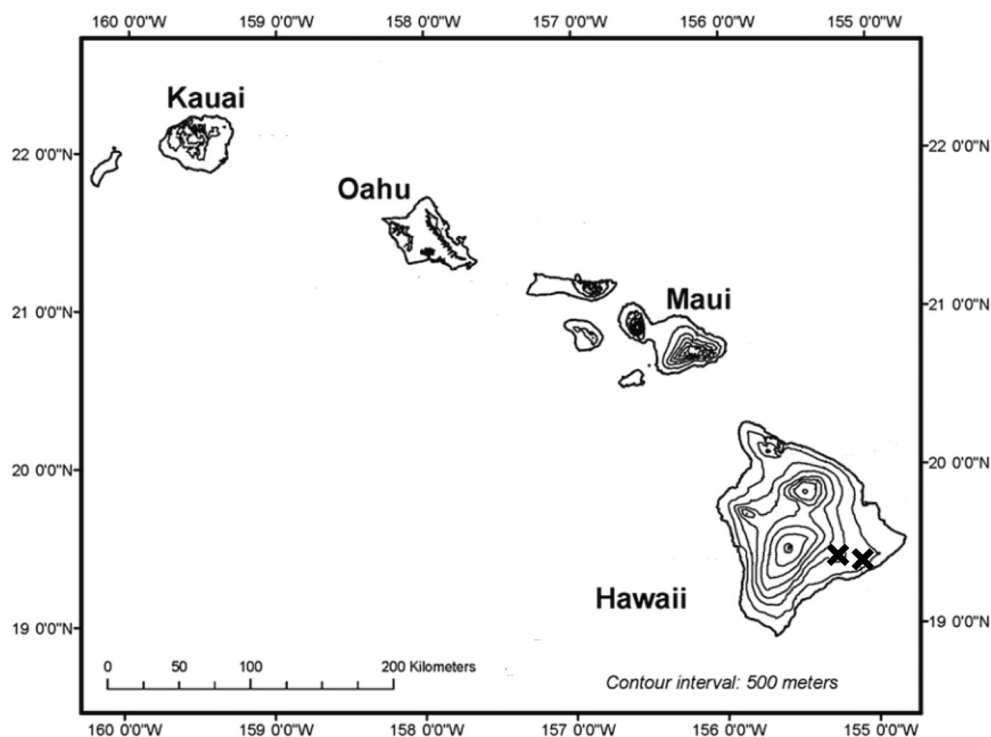 160 0'0"W 159 0'0"W 158 0'0"W 157 0'0"W 156 0'0"W 155 0'0"W
Kauai
22 0'0"N 22 0'0"N
Oahu
Maui
21 0'0"N 21 0'0"N
20 0'0"N 20 0'0"N
Hawaii
19 0'0"N 19 0'0"N
0 50 100 200 Kilometers
Contour interval: 500 meters
160 0'0"W 159 0'0"W 158 0'0"W 157 0'0"W 156 0'0"W 155 0'0"W